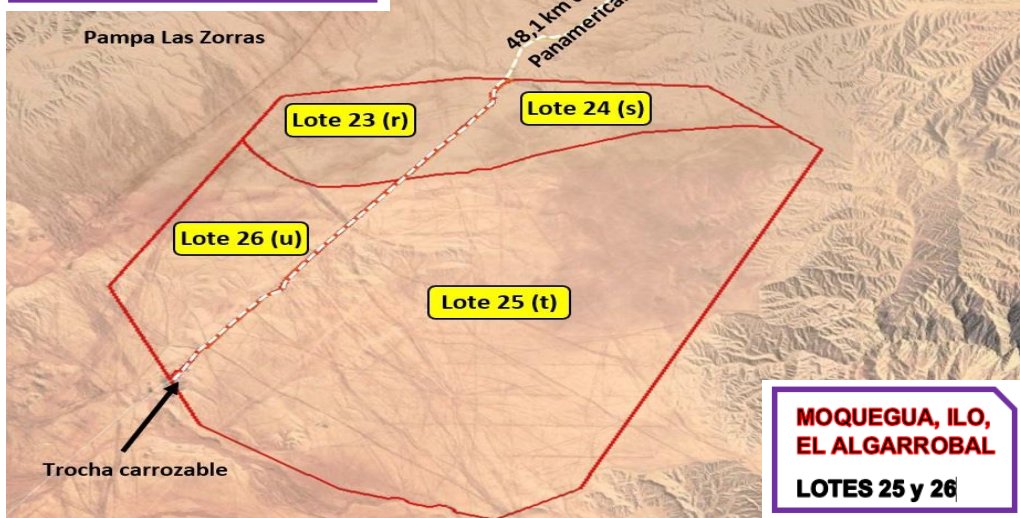 Pampa Las Zorras
48,1 km
Panamerica
Lote 23 (r)
Lote 24 (s)
Lote 26 (u)
Lote 25 (t)
Trocha carrozable
MOQUEGUA, ILO,
EL ALGARROBAL
LOTES 25 y 26